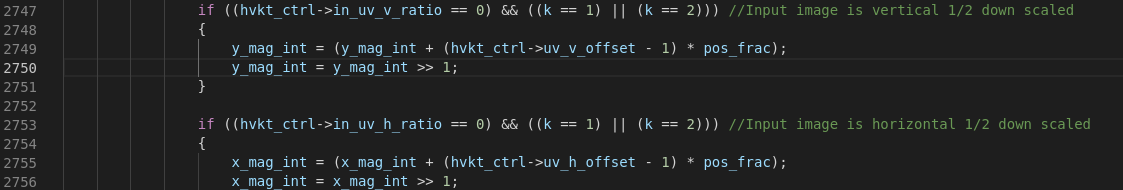 2747 if ((hvkt_ctrl->in_uv_v_ratio == 0) && ((k == 1) || (k == 2))) //Input image is vertical 1/2 down scaled
2748 {
2749 y_mag_int = (y_mag_int + (hvkt_ctrl->uv_v_offset - 1) * pos_frac);
2750 y_mag_int = y_mag_int >> 1;
2751 }
2752
2753 if ((hvkt_ctrl->in_uv_h_ratio == 0) && ((k == 1) || (k == 2))) //Input image is horizontal 1/2 down scaled
2754 {
2755 x_mag_int = (x_mag_int + (hvkt_ctrl->uv_h_offset - 1) * pos_frac);
2756 x_mag_int = x_mag_int >> 1;